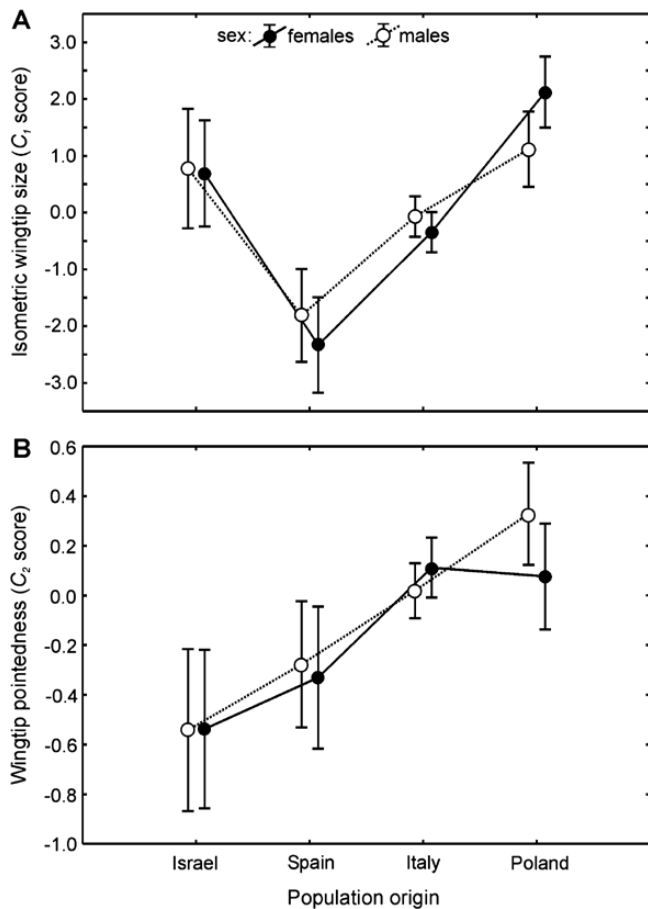 A
sex: females males
Isometric wingtip size (C1 score)
3.0
2.0
1.0
0.0
-1.0
-2.0
-3.0
B
Wingtip pointedness (C2 score)
0.6
0.4
0.2
0.0
-0.2
-0.4
-0.6
-0.8
-1.0
Israel Spain Italy Poland
Population origin